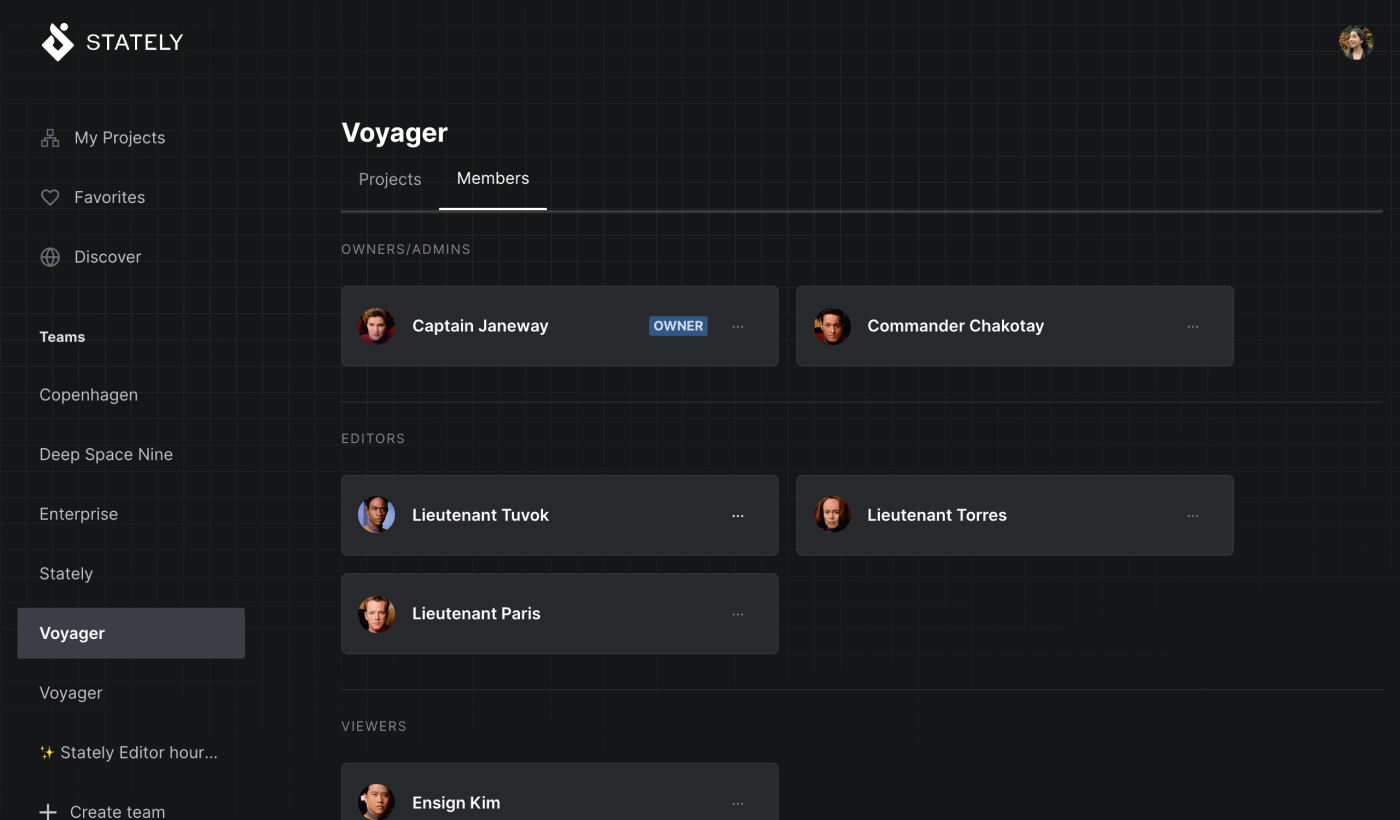 STATELY
My Projects
Favorites
Discover
Teams
Copenhagen
Deep Space Nine
Enterprise
Stately
Voyager
Voyager
✨ Stately Editor hour...
Create team
Voyager
Projects
Members
OWNERS/ADMINS
Captain Janeway
OWNER
Commander Chakotay
EDITORS
Lieutenant Tuvok
Lieutenant Torres
Lieutenant Paris
VIEWERS
Ensign Kim